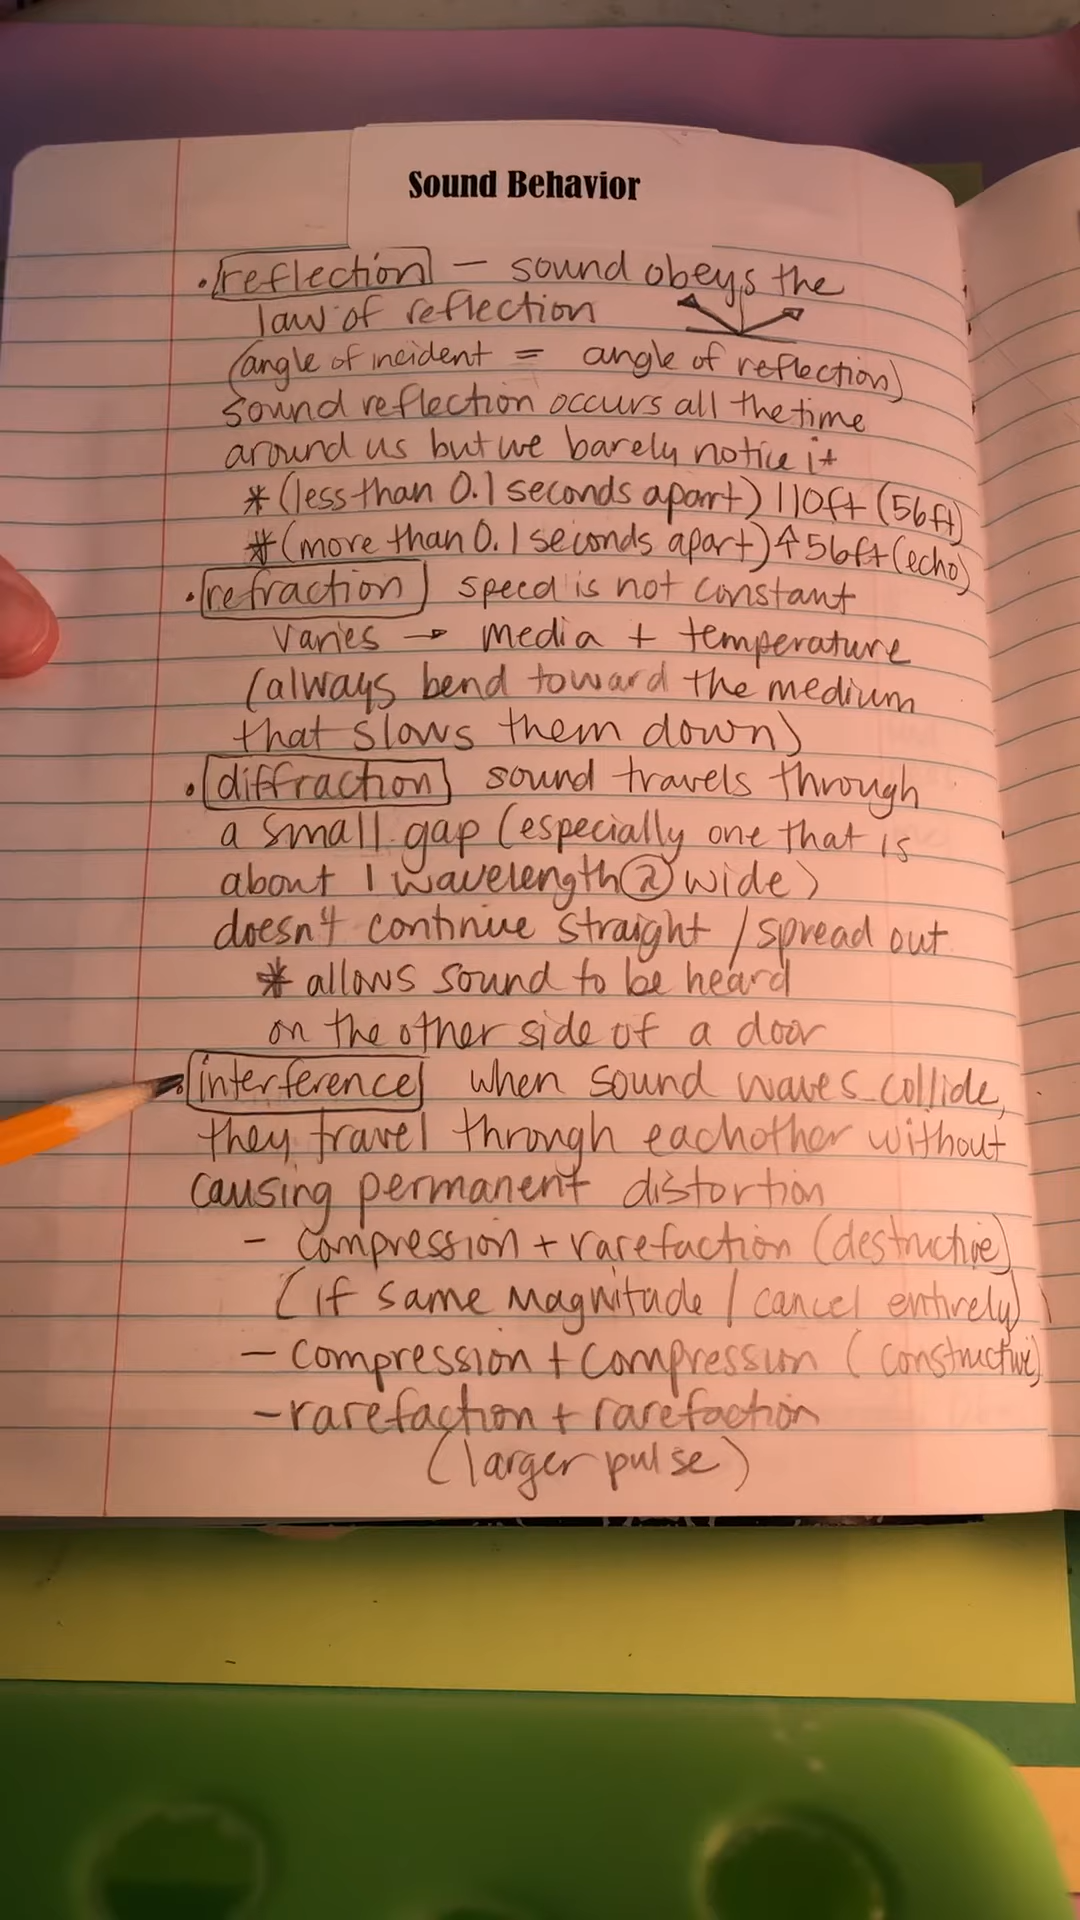 Sound Behavior
• reflection – sound obeys the
law of reflection
(angle of incident = angle of reflection)
sound reflection occurs all the time
around us but we barely notice it
* (less than 0.1 seconds apart) 110ft (56ft)
* (more than 0.1 seconds apart) ↑ 56ft (echo)
• refraction speed is not constant
varies → media + temperature
(always bend toward the medium
that slows them down)
• diffraction sound travels through
a small gap (especially one that is
about 1 wavelength λ wide)
doesn't continue straight / spread out
* allows sound to be heard
on the other side of a door
• interference when sound waves collide,
they travel through eachother without
causing permanent distortion
- compression + rarefaction (destructive)
(if same magnitude / cancel entirely)
- compression + compression (constructive)
- rarefaction + rarefaction
(larger pulse)